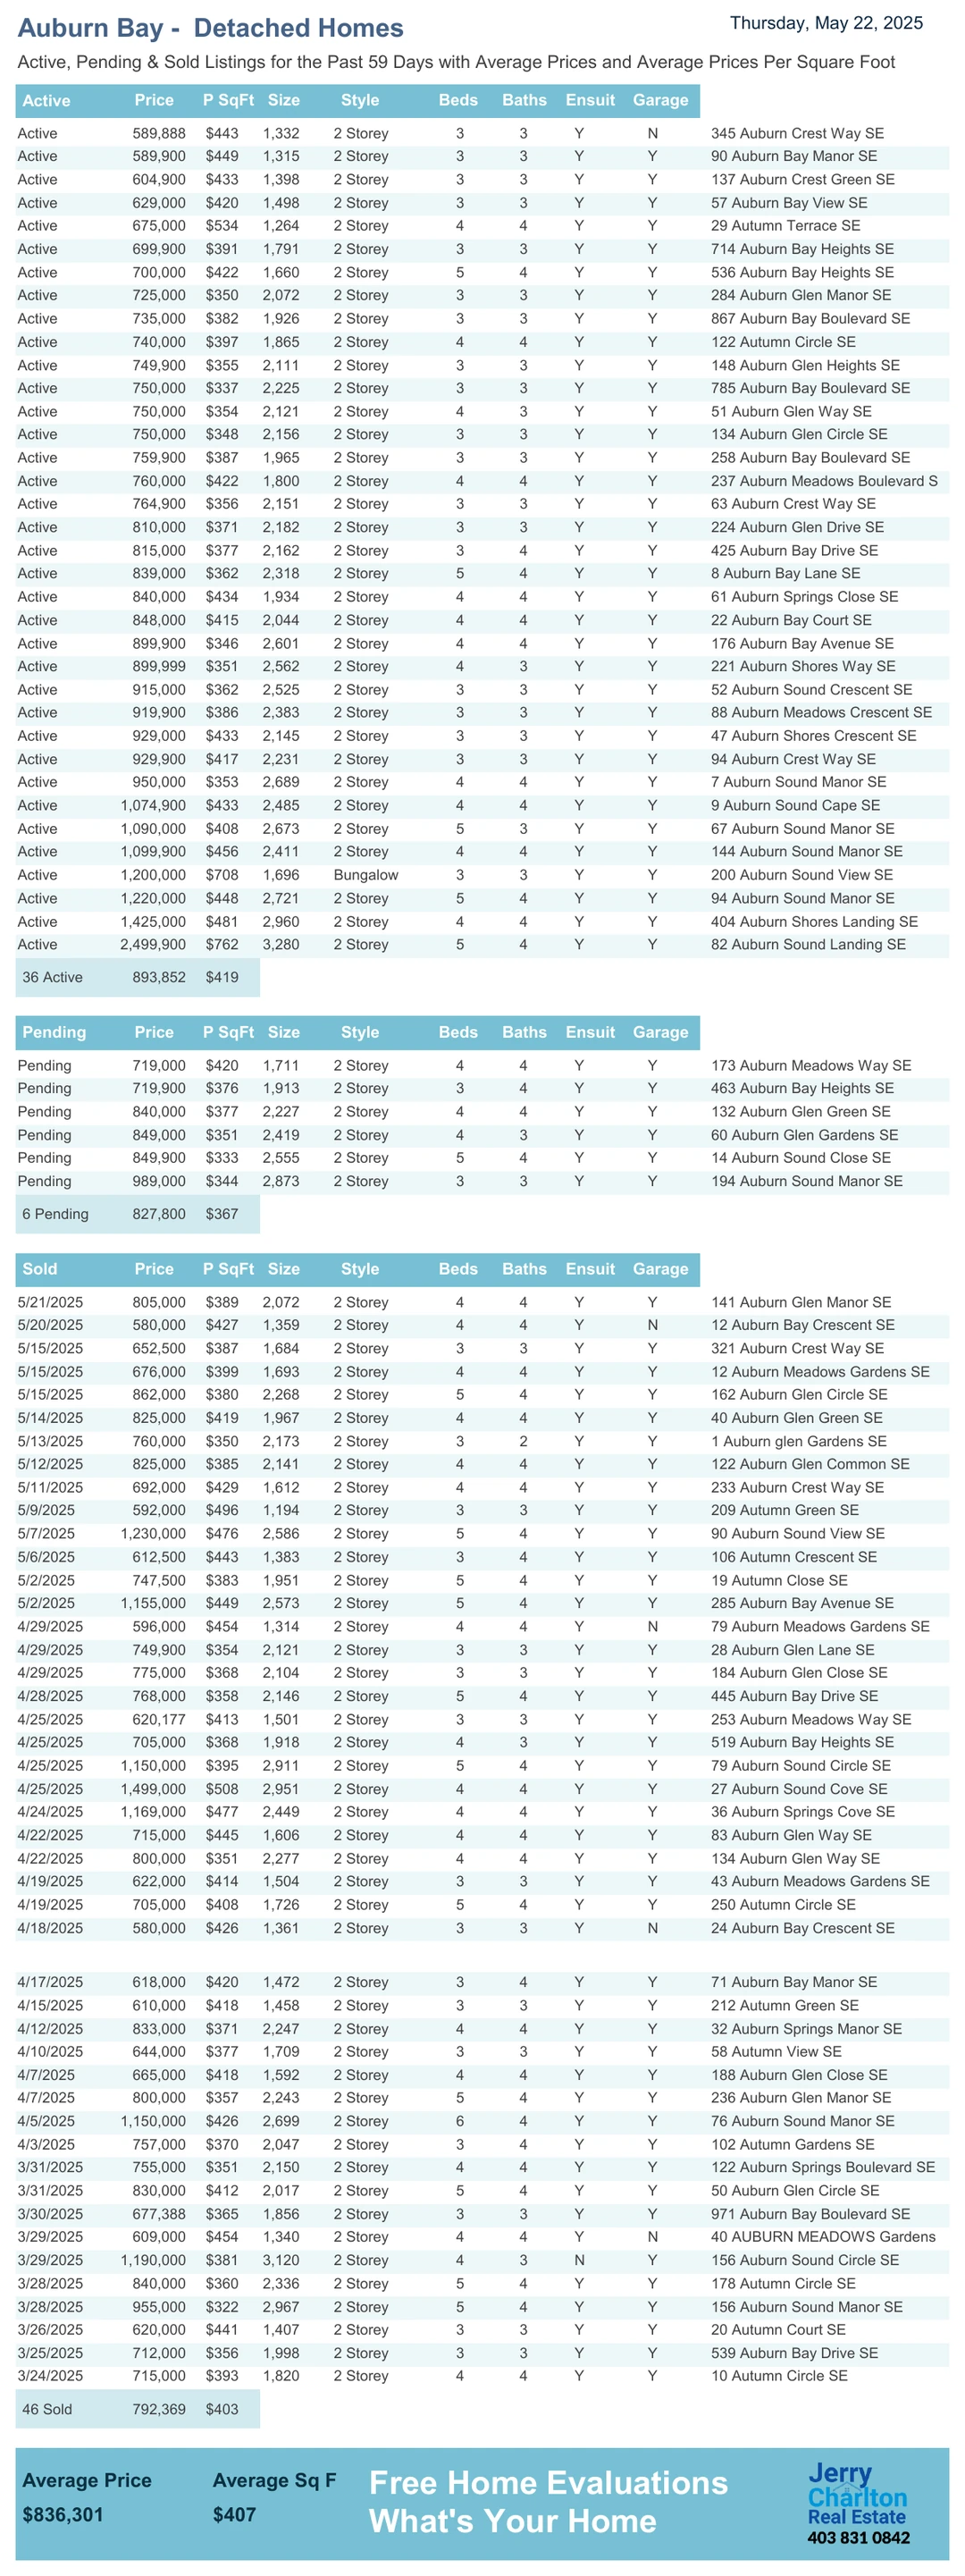 Auburn Bay -  Detached Homes
Thursday, May 22, 2025
Active, Pending & Sold Listings for the Past 59 Days with Average Prices and Average Prices Per Square Foot
Active Price P SqFt Size Style Beds Baths Ensuit Garage
Active 589,888 $443 1,332 2 Storey 3 3 Y N 345 Auburn Crest Way SE
Active 589,900 $449 1,315 2 Storey 3 3 Y Y 90 Auburn Bay Manor SE
Active 604,900 $433 1,398 2 Storey 3 3 Y Y 137 Auburn Crest Green SE
Active 629,000 $420 1,498 2 Storey 3 3 Y Y 57 Auburn Bay View SE
Active 675,000 $534 1,264 2 Storey 4 4 Y Y 29 Autumn Terrace SE
Active 699,900 $391 1,791 2 Storey 3 3 Y Y 714 Auburn Bay Heights SE
Active 700,000 $422 1,660 2 Storey 5 4 Y Y 536 Auburn Bay Heights SE
Active 725,000 $350 2,072 2 Storey 3 3 Y Y 284 Auburn Glen Manor SE
Active 735,000 $382 1,926 2 Storey 3 3 Y Y 867 Auburn Bay Boulevard SE
Active 740,000 $397 1,865 2 Storey 4 4 Y Y 122 Autumn Circle SE
Active 749,900 $355 2,111 2 Storey 3 3 Y Y 148 Auburn Glen Heights SE
Active 750,000 $337 2,225 2 Storey 3 3 Y Y 785 Auburn Bay Boulevard SE
Active 750,000 $354 2,121 2 Storey 4 3 Y Y 51 Auburn Glen Way SE
Active 750,000 $348 2,156 2 Storey 3 3 Y Y 134 Auburn Glen Circle SE
Active 759,900 $387 1,965 2 Storey 3 3 Y Y 258 Auburn Bay Boulevard SE
Active 760,000 $422 1,800 2 Storey 4 4 Y Y 237 Auburn Meadows Boulevard S
Active 764,900 $356 2,151 2 Storey 3 3 Y Y 63 Auburn Crest Way SE
Active 810,000 $371 2,182 2 Storey 3 3 Y Y 224 Auburn Glen Drive SE
Active 815,000 $377 2,162 2 Storey 3 4 Y Y 425 Auburn Bay Drive SE
Active 839,000 $362 2,318 2 Storey 5 4 Y Y 8 Auburn Bay Lane SE
Active 840,000 $434 1,934 2 Storey 4 4 Y Y 61 Auburn Springs Close SE
Active 848,000 $415 2,044 2 Storey 4 4 Y Y 22 Auburn Bay Court SE
Active 899,900 $346 2,601 2 Storey 4 4 Y Y 176 Auburn Bay Avenue SE
Active 899,999 $351 2,562 2 Storey 4 3 Y Y 221 Auburn Shores Way SE
Active 915,000 $362 2,525 2 Storey 3 3 Y Y 52 Auburn Sound Crescent SE
Active 919,900 $386 2,383 2 Storey 3 3 Y Y 88 Auburn Meadows Crescent SE
Active 929,000 $433 2,145 2 Storey 3 3 Y Y 47 Auburn Shores Crescent SE
Active 929,900 $417 2,231 2 Storey 3 3 Y Y 94 Auburn Crest Way SE
Active 950,000 $353 2,689 2 Storey 4 4 Y Y 7 Auburn Sound Manor SE
Active 1,074,900 $433 2,485 2 Storey 4 4 Y Y 9 Auburn Sound Cape SE
Active 1,090,000 $408 2,673 2 Storey 5 3 Y Y 67 Auburn Sound Manor SE
Active 1,099,900 $456 2,411 2 Storey 4 4 Y Y 144 Auburn Sound Manor SE
Active 1,200,000 $708 1,696 Bungalow 3 3 Y Y 200 Auburn Sound View SE
Active 1,220,000 $448 2,721 2 Storey 5 4 Y Y 94 Auburn Sound Manor SE
Active 1,425,000 $481 2,960 2 Storey 4 4 Y Y 404 Auburn Shores Landing SE
Active 2,499,900 $762 3,280 2 Storey 5 4 Y Y 82 Auburn Sound Landing SE
36 Active 893,852 $419
Pending Price P SqFt Size Style Beds Baths Ensuit Garage
Pending 719,000 $420 1,711 2 Storey 4 4 Y Y 173 Auburn Meadows Way SE
Pending 719,900 $376 1,913 2 Storey 3 4 Y Y 463 Auburn Bay Heights SE
Pending 840,000 $377 2,227 2 Storey 4 4 Y Y 132 Auburn Glen Green SE
Pending 849,000 $351 2,419 2 Storey 4 3 Y Y 60 Auburn Glen Gardens SE
Pending 849,900 $333 2,555 2 Storey 5 4 Y Y 14 Auburn Sound Close SE
Pending 989,000 $344 2,873 2 Storey 3 3 Y Y 194 Auburn Sound Manor SE
6 Pending 827,800 $367
Sold Price P SqFt Size Style Beds Baths Ensuit Garage
5/21/2025 805,000 $389 2,072 2 Storey 4 4 Y Y 141 Auburn Glen Manor SE
5/20/2025 580,000 $427 1,359 2 Storey 4 4 Y N 12 Auburn Bay Crescent SE
5/15/2025 652,500 $387 1,684 2 Storey 3 3 Y Y 321 Auburn Crest Way SE
5/15/2025 676,000 $399 1,693 2 Storey 4 4 Y Y 12 Auburn Meadows Gardens SE
5/15/2025 862,000 $380 2,268 2 Storey 5 4 Y Y 162 Auburn Glen Circle SE
5/14/2025 825,000 $419 1,967 2 Storey 4 4 Y Y 40 Auburn Glen Green SE
5/13/2025 760,000 $350 2,173 2 Storey 3 2 Y Y 1 Auburn glen Gardens SE
5/12/2025 825,000 $385 2,141 2 Storey 4 4 Y Y 122 Auburn Glen Common SE
5/11/2025 692,000 $429 1,612 2 Storey 4 4 Y Y 233 Auburn Crest Way SE
5/9/2025 592,000 $496 1,194 2 Storey 3 3 Y Y 209 Autumn Green SE
5/7/2025 1,230,000 $476 2,586 2 Storey 5 4 Y Y 90 Auburn Sound View SE
5/6/2025 612,500 $443 1,383 2 Storey 3 4 Y Y 106 Autumn Crescent SE
5/2/2025 747,500 $383 1,951 2 Storey 5 4 Y Y 19 Autumn Close SE
5/2/2025 1,155,000 $449 2,573 2 Storey 5 4 Y Y 285 Auburn Bay Avenue SE
4/29/2025 596,000 $454 1,314 2 Storey 4 4 Y N 79 Auburn Meadows Gardens SE
4/29/2025 749,900 $354 2,121 2 Storey 3 3 Y Y 28 Auburn Glen Lane SE
4/29/2025 775,000 $368 2,104 2 Storey 3 3 Y Y 184 Auburn Glen Close SE
4/28/2025 768,000 $358 2,146 2 Storey 5 4 Y Y 445 Auburn Bay Drive SE
4/25/2025 620,177 $413 1,501 2 Storey 3 3 Y Y 253 Auburn Meadows Way SE
4/25/2025 705,000 $368 1,918 2 Storey 4 3 Y Y 519 Auburn Bay Heights SE
4/25/2025 1,150,000 $395 2,911 2 Storey 5 4 Y Y 79 Auburn Sound Circle SE
4/25/2025 1,499,000 $508 2,951 2 Storey 4 4 Y Y 27 Auburn Sound Cove SE
4/24/2025 1,169,000 $477 2,449 2 Storey 4 4 Y Y 36 Auburn Springs Cove SE
4/22/2025 715,000 $445 1,606 2 Storey 4 4 Y Y 83 Auburn Glen Way SE
4/22/2025 800,000 $351 2,277 2 Storey 4 4 Y Y 134 Auburn Glen Way SE
4/19/2025 622,000 $414 1,504 2 Storey 3 3 Y Y 43 Auburn Meadows Gardens SE
4/19/2025 705,000 $408 1,726 2 Storey 5 4 Y Y 250 Autumn Circle SE
4/18/2025 580,000 $426 1,361 2 Storey 3 3 Y N 24 Auburn Bay Crescent SE
4/17/2025 618,000 $420 1,472 2 Storey 3 4 Y Y 71 Auburn Bay Manor SE
4/15/2025 610,000 $418 1,458 2 Storey 3 3 Y Y 212 Autumn Green SE
4/12/2025 833,000 $371 2,247 2 Storey 4 4 Y Y 32 Auburn Springs Manor SE
4/10/2025 644,000 $377 1,709 2 Storey 3 3 Y Y 58 Autumn View SE
4/7/2025 665,000 $418 1,592 2 Storey 4 4 Y Y 188 Auburn Glen Close SE
4/7/2025 800,000 $357 2,243 2 Storey 5 4 Y Y 236 Auburn Glen Manor SE
4/5/2025 1,150,000 $426 2,699 2 Storey 6 4 Y Y 76 Auburn Sound Manor SE
4/3/2025 757,000 $370 2,047 2 Storey 3 4 Y Y 102 Autumn Gardens SE
3/31/2025 755,000 $351 2,150 2 Storey 4 4 Y Y 122 Auburn Springs Boulevard SE
3/31/2025 830,000 $412 2,017 2 Storey 5 4 Y Y 50 Auburn Glen Circle SE
3/30/2025 677,388 $365 1,856 2 Storey 3 3 Y Y 971 Auburn Bay Boulevard SE
3/29/2025 609,000 $454 1,340 2 Storey 4 4 Y N 40 AUBURN MEADOWS Gardens
3/29/2025 1,190,000 $381 3,120 2 Storey 4 3 N Y 156 Auburn Sound Circle SE
3/28/2025 840,000 $360 2,336 2 Storey 5 4 Y Y 178 Autumn Circle SE
3/28/2025 955,000 $322 2,967 2 Storey 5 4 Y Y 156 Auburn Sound Manor SE
3/26/2025 620,000 $441 1,407 2 Storey 3 3 Y Y 20 Autumn Court SE
3/25/2025 712,000 $356 1,998 2 Storey 3 3 Y Y 539 Auburn Bay Drive SE
3/24/2025 715,000 $393 1,820 2 Storey 4 4 Y Y 10 Autumn Circle SE
46 Sold 792,369 $403
Average Price Average Sq F
$836,301 $407
Free Home Evaluations
What's Your Home
Jerry
Charlton
Real Estate
403 831 0842